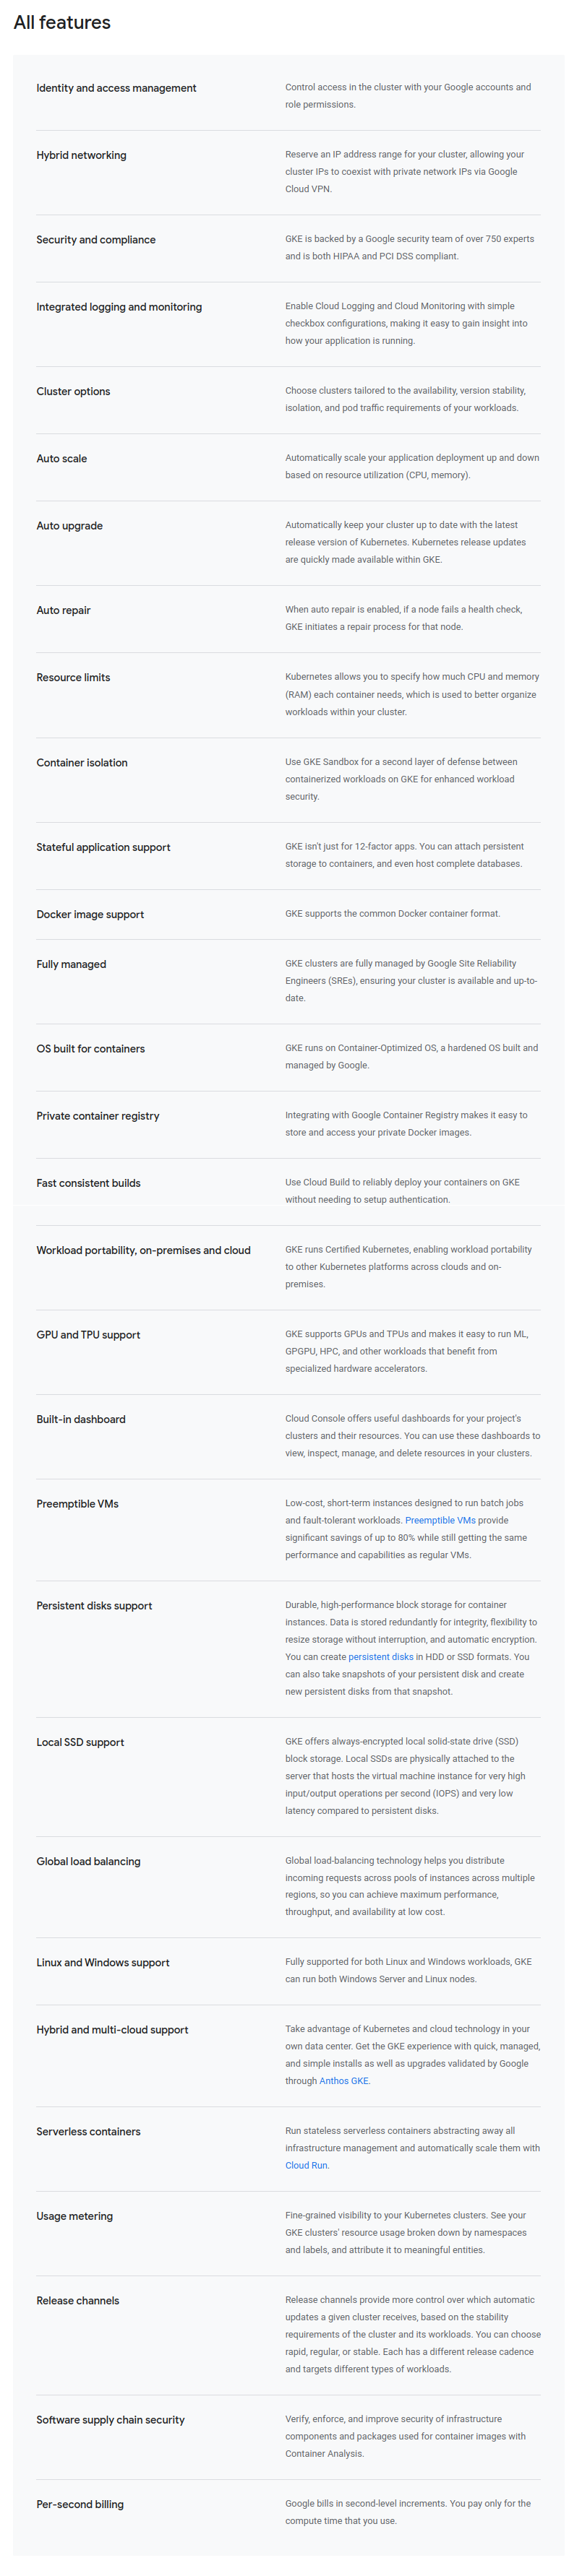 All features
Identity and access management
Control access in the cluster with your Google accounts and
role permissions.
Hybrid networking
Reserve an IP address range for your cluster, allowing your
cluster IPs to coexist with private network IPs via Google
Cloud VPN.
Security and compliance
GKE is backed by a Google security team of over 750 experts
and is both HIPAA and PCI DSS compliant.
Integrated logging and monitoring
Enable Cloud Logging and Cloud Monitoring with simple
checkbox configurations, making it easy to gain insight into
how your application is running.
Cluster options
Choose clusters tailored to the availability, version stability,
isolation, and pod traffic requirements of your workloads.
Auto scale
Automatically scale your application deployment up and down
based on resource utilization (CPU, memory).
Auto upgrade
Automatically keep your cluster up to date with the latest
release version of Kubernetes. Kubernetes release updates
are quickly made available within GKE.
Auto repair
When auto repair is enabled, if a node fails a health check,
GKE initiates a repair process for that node.
Resource limits
Kubernetes allows you to specify how much CPU and memory
(RAM) each container needs, which is used to better organize
workloads within your cluster.
Container isolation
Use GKE Sandbox for a second layer of defense between
containerized workloads on GKE for enhanced workload
security.
Stateful application support
GKE isn't just for 12-factor apps. You can attach persistent
storage to containers, and even host complete databases.
Docker image support
GKE supports the common Docker container format.
Fully managed
GKE clusters are fully managed by Google Site Reliability
Engineers (SREs), ensuring your cluster is available and up-to-
date.
OS built for containers
GKE runs on Container-Optimized OS, a hardened OS built and
managed by Google.
Private container registry
Integrating with Google Container Registry makes it easy to
store and access your private Docker images.
Fast consistent builds
Use Cloud Build to reliably deploy your containers on GKE
without needing to setup authentication.
Workload portability, on-premises and cloud
GKE runs Certified Kubernetes, enabling workload portability
to other Kubernetes platforms across clouds and on-
premises.
GPU and TPU support
GKE supports GPUs and TPUs and makes it easy to run ML,
GPGPU, HPC, and other workloads that benefit from
specialized hardware accelerators.
Built-in dashboard
Cloud Console offers useful dashboards for your project's
clusters and their resources. You can use these dashboards to
view, inspect, manage, and delete resources in your clusters.
Preemptible VMs
Low-cost, short-term instances designed to run batch jobs
and fault-tolerant workloads. Preemptible VMs provide
significant savings of up to 80% while still getting the same
performance and capabilities as regular VMs.
Persistent disks support
Durable, high-performance block storage for container
instances. Data is stored redundantly for integrity, flexibility to
resize storage without interruption, and automatic encryption.
You can create persistent disks in HDD or SSD formats. You
can also take snapshots of your persistent disk and create
new persistent disks from that snapshot.
Local SSD support
GKE offers always-encrypted local solid-state drive (SSD)
block storage. Local SSDs are physically attached to the
server that hosts the virtual machine instance for very high
input/output operations per second (IOPS) and very low
latency compared to persistent disks.
Global load balancing
Global load-balancing technology helps you distribute
incoming requests across pools of instances across multiple
regions, so you can achieve maximum performance,
throughput, and availability at low cost.
Linux and Windows support
Fully supported for both Linux and Windows workloads, GKE
can run both Windows Server and Linux nodes.
Hybrid and multi-cloud support
Take advantage of Kubernetes and cloud technology in your
own data center. Get the GKE experience with quick, managed,
and simple installs as well as upgrades validated by Google
through Anthos GKE.
Serverless containers
Run stateless serverless containers abstracting away all
infrastructure management and automatically scale them with
Cloud Run.
Usage metering
Fine-grained visibility to your Kubernetes clusters. See your
GKE clusters' resource usage broken down by namespaces
and labels, and attribute it to meaningful entities.
Release channels
Release channels provide more control over which automatic
updates a given cluster receives, based on the stability
requirements of the cluster and its workloads. You can choose
rapid, regular, or stable. Each has a different release cadence
and targets different types of workloads.
Software supply chain security
Verify, enforce, and improve security of infrastructure
components and packages used for container images with
Container Analysis.
Per-second billing
Google bills in second-level increments. You pay only for the
compute time that you use.